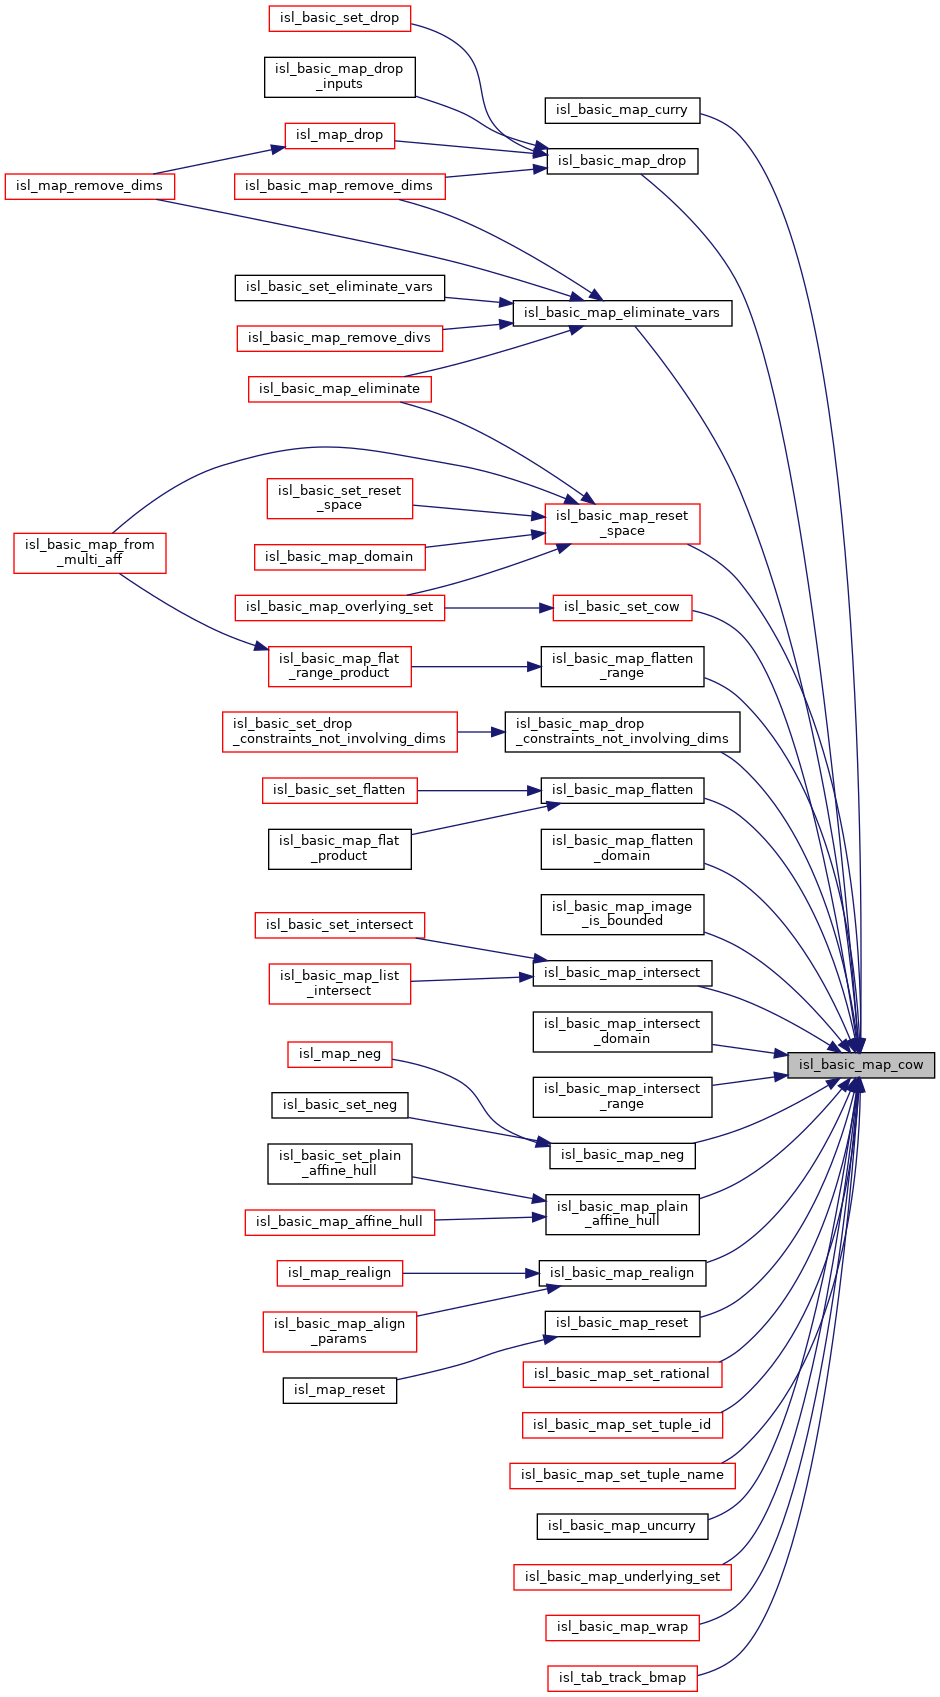 isl_basic_set_drop
isl_basic_map_drop
_inputs
isl_basic_map_curry
isl_map_drop
isl_basic_map_drop
isl_map_remove_dims
isl_basic_map_remove_dims
isl_basic_set_eliminate_vars
isl_basic_map_eliminate_vars
isl_basic_map_remove_divs
isl_basic_map_eliminate
isl_basic_set_reset
_space
isl_basic_map_reset
_space
isl_basic_map_from
_multi_aff
isl_basic_map_domain
isl_basic_map_overlying_set
isl_basic_set_cow
isl_basic_map_flat
_range_product
isl_basic_map_flatten
_range
isl_basic_set_drop
_constraints_not_involving_dims
isl_basic_map_drop
_constraints_not_involving_dims
isl_basic_set_flatten
isl_basic_map_flatten
isl_basic_map_flat
_product
isl_basic_map_flatten
_domain
isl_basic_map_image
_is_bounded
isl_basic_set_intersect
isl_basic_map_list
_intersect
isl_basic_map_intersect
isl_basic_map_intersect
_domain
isl_map_neg
isl_basic_map_cow
isl_basic_map_intersect
_range
isl_basic_set_neg
isl_basic_map_neg
isl_basic_set_plain
_affine_hull
isl_basic_map_plain
_affine_hull
isl_basic_map_affine_hull
isl_map_realign
isl_basic_map_realign
isl_basic_map_align
_params
isl_basic_map_reset
isl_map_reset
isl_basic_map_set_rational
isl_basic_map_set_tuple_id
isl_basic_map_set_tuple_name
isl_basic_map_uncurry
isl_basic_map_underlying_set
isl_basic_map_wrap
isl_tab_track_bmap